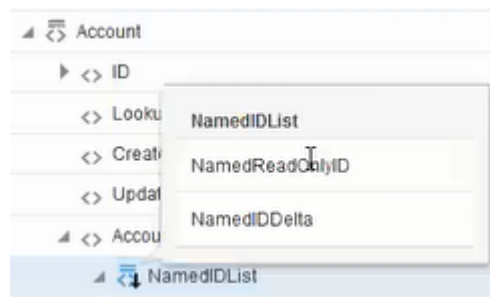 Account
ID
Looku
NamedIDList
Creat
NamedReadOnlyID
Updat
NamedIDDelta
Accou
NamedIDList